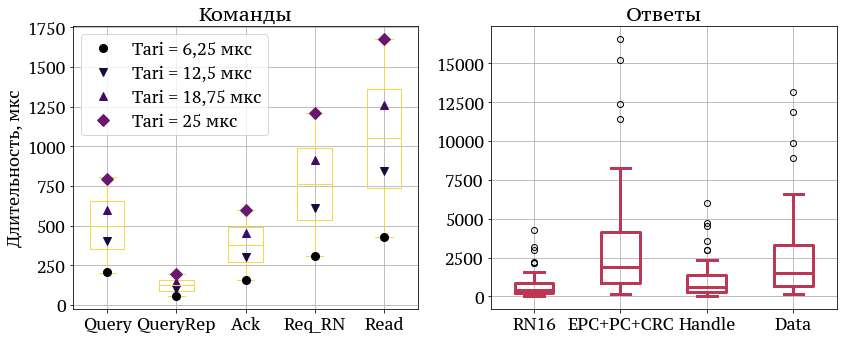 Команды
Длительность, мкс
1750
1500
1250
1000
750
500
250
0
Tari = 6,25 мкс
Tari = 12,5 мкс
Tari = 18,75 мкс
Tari = 25 мкс
Query QueryRep Ack Req_RN Read
Ответы
15000
12500
10000
7500
5000
2500
0
RN16 EPC+PC+CRC Handle Data